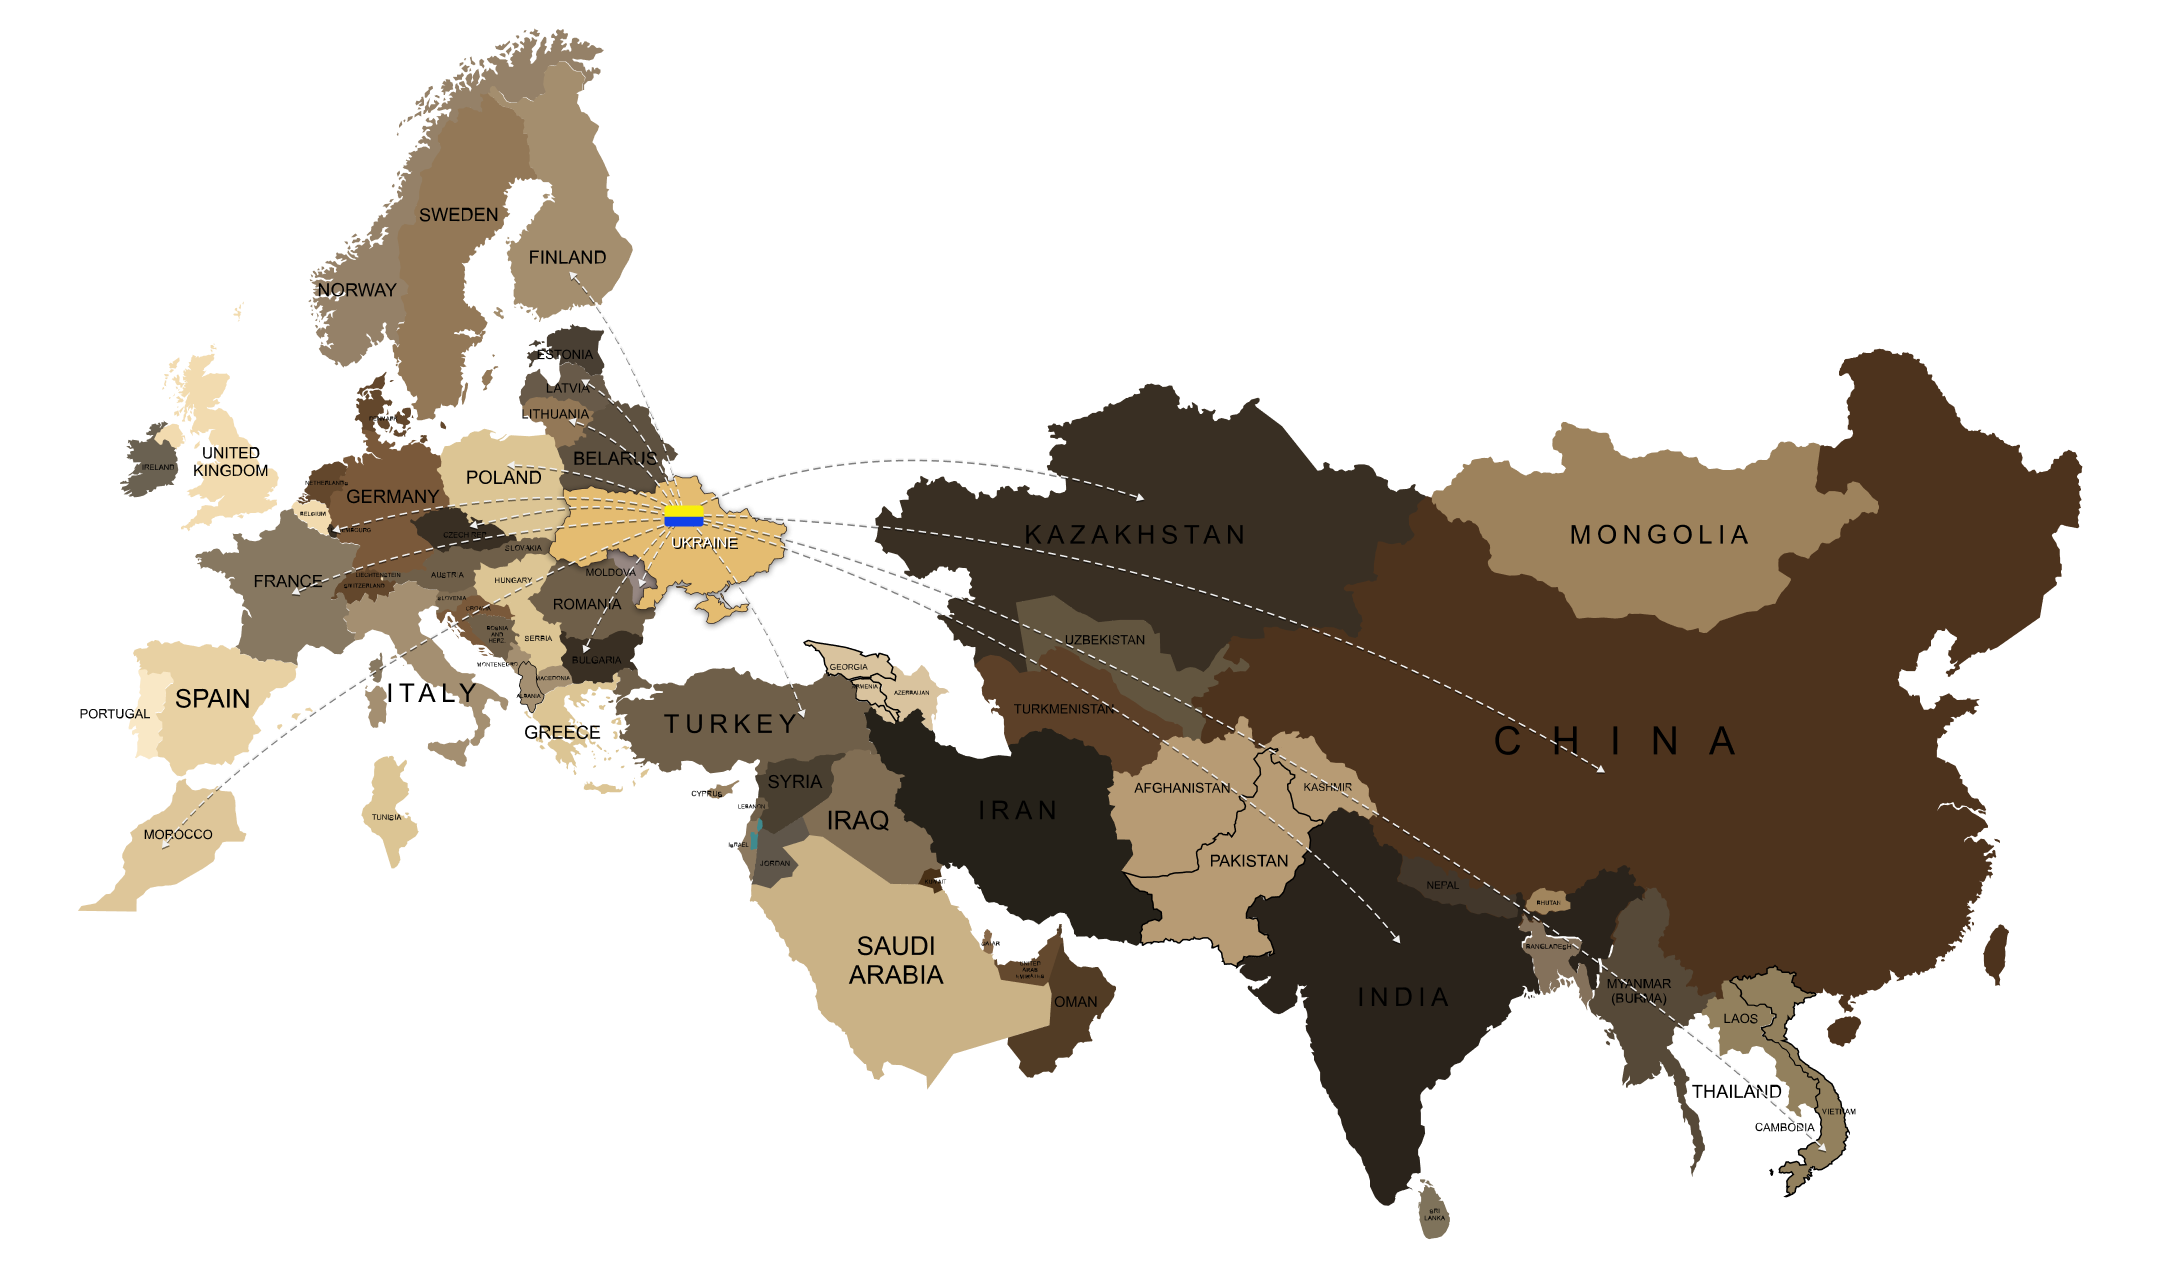 SWEDEN
FINLAND
NORWAY
ESTONIA
LATVIA
LITHUANIA
DENMARK
UNITED
KINGDOM
IRELAND
BELARUS
POLAND
NETHERLANDS
GERMANY
BELGIUM
CZECH REP.
UKRAINE
KAZAKHSTAN
MONGOLIA
SLOVAKIA
FRANCE
LIECHTENSTEIN
SWITZERLAND
AUSTRIA
HUNGARY
MOLDOVA
SLOVENIA
CROATIA
ROMANIA
BOSNIA
AND
HERZ.
SERBIA
UZBEKISTAN
MONTENEGRO
BULGARIA
GEORGIA
MACEDONIA
ARMENIA
AZERBAIJAN
ALBANIA
SPAIN
PORTUGAL
ITALY
GREECE
TURKEY
TURKMENISTAN
CHINA
SYRIA
CYPRUS
LEBANON
AFGHANISTAN
KASHMIR
MOROCCO
TUNISIA
IRAQ
IRAN
ISRAEL
JORDAN
PAKISTAN
KUWAIT
NEPAL
BHUTAN
SAUDI
ARABIA
QATAR
UNITED
ARAB
EMIRATES
OMAN
BANGLADESH
INDIA
MYANMAR
(BURMA)
LAOS
THAILAND
VIETNAM
CAMBODIA
SRI
LANKA